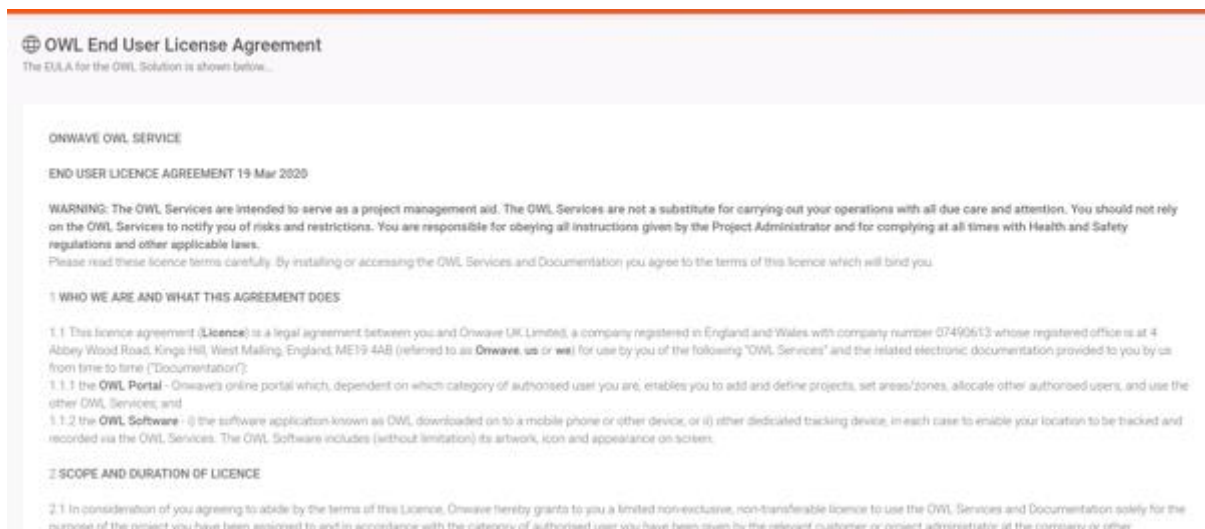 OWL End User License Agreement
The EULA for the OWL Solution is shown below...
ONWAVE OWL SERVICE
END USER LICENCE AGREEMENT 19 Mar 2020
WARNING: The OWL Services are intended to serve as a project management aid. The OWL Services are not a substitute for carrying out your operations with all due care and attention. You should not rely
on the OWL Services to notify you of risks and restrictions. You are responsible for obeying all instructions given by the Project Administrator and for complying at all times with Health and Safety
regulations and other applicable laws.
Please read these licence terms carefully. By installing or accessing the OWL Services and Documentation you agree to the terms of this licence which will bind you.
1 WHO WE ARE AND WHAT THIS AGREEMENT DOES
1.1 This licence agreement (Licence) is a legal agreement between you and Onwave UK Limited, a company registered in England and Wales with company number 07490613 whose registered office is at 4
Abbey Wood Road, Kings Hill, West Malling, England, ME19 4AB (referred to as Onwave, us or we) for use by you of the following "OWL Services" and the related electronic documentation provided to you by us
from time to time ("Documentation"):
1.1.1 the OWL Portal - Onwave's online portal which, dependent on which category of authorised user you are, enables you to add and define projects, set areas/zones, allocate other authorised users, and use the
other OWL Services; and
1.1.2 the OWL Software - i) the software application known as OWL downloaded on to a mobile phone or other device, or ii) other dedicated tracking device, in each case to enable your location to be tracked and
recorded via the OWL Services. The OWL Software includes (without limitation) its artwork, icon and appearance on screen.
2 SCOPE AND DURATION OF LICENCE
2.1 In consideration of you agreeing to abide by the terms of this Licence, Onwave hereby grants to you a limited non-exclusive, non-transferable licence to use the OWL Services and Documentation solely for the
purpose of the project you have been assigned to and in accordance with the category of authorised user you have been given by the relevant customer or project administrator at the company or other